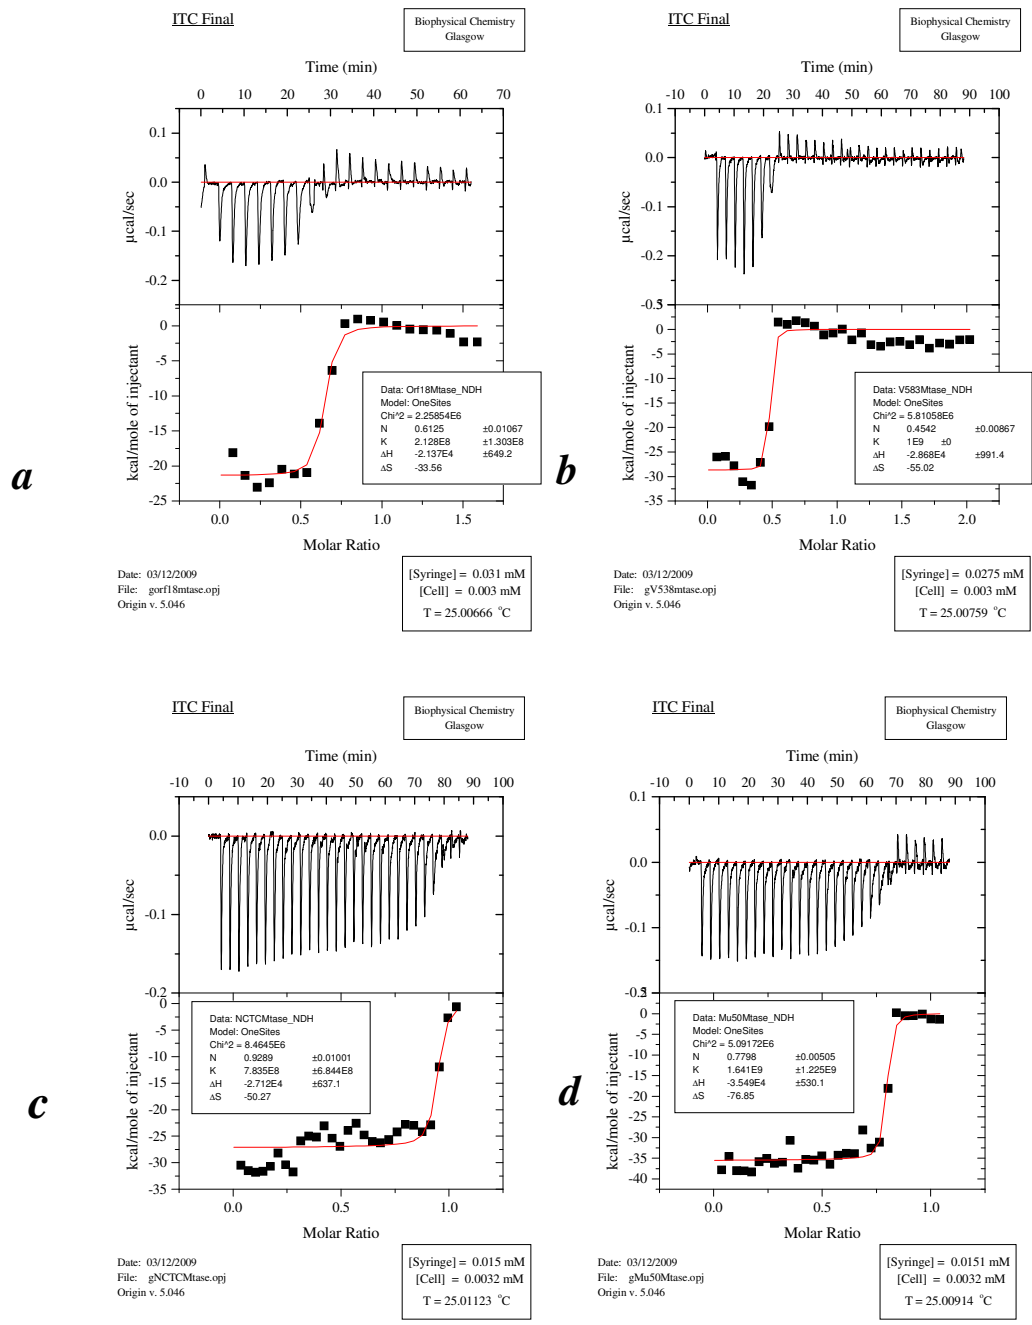 ITC Final
Biophysical Chemistry
Glasgow
Time (min)
0 10 20 30 40 50 60 70
0.1
0.0
-0.1
-0.2
µcal/sec
0
-5
-10
-15
-20
-25
kcal/mole of injectant
Data: Orf18Mtase_NDH
Model: OneSites
Chi^2 = 2.25854E6
N 0.6125 ±0.01067
K 2.128E8 ±1.303E8
ΔH -2.137E4 ±649.2
ΔS -33.56
a
0.0 0.5 1.0 1.5
Molar Ratio
Date: 03/12/2009
File: gorf18mtase.opj
Origin v. 5.046
[Syringe] = 0.031 mM
[Cell] = 0.003 mM
T = 25.00666 °C
ITC Final
Biophysical Chemistry
Glasgow
Time (min)
-10 0 10 20 30 40 50 60 70 80 90 100
0.1
0.0
-0.1
-0.2
µcal/sec
0
-5
-10
-15
-20
-25
-30
-35
kcal/mole of injectant
Data: V583Mtase_NDH
Model: OneSites
Chi^2 = 5.81058E6
N 0.4542 ±0.00867
K 1E9 ±0
ΔH -2.868E4 ±991.4
ΔS -55.02
b
0.0 0.5 1.0 1.5 2.0
Molar Ratio
Date: 03/12/2009
File: gV538mtase.opj
Origin v. 5.046
[Syringe] = 0.0275 mM
[Cell] = 0.003 mM
T = 25.00759 °C
ITC Final
Biophysical Chemistry
Glasgow
Time (min)
-10 0 10 20 30 40 50 60 70 80 90 100
0.0
-0.1
-0.2
µcal/sec
0
-5
-10
-15
-20
-25
-30
-35
kcal/mole of injectant
Data: NCTCMtase_NDH
Model: OneSites
Chi^2 = 8.4645E6
N 0.9289 ±0.01001
K 7.835E8 ±6.844E8
ΔH -2.712E4 ±637.1
ΔS -50.27
c
0.0 0.5 1.0
Molar Ratio
Date: 03/12/2009
File: gNCTCMtase.opj
Origin v. 5.046
[Syringe] = 0.015 mM
[Cell] = 0.0032 mM
T = 25.01123 °C
ITC Final
Biophysical Chemistry
Glasgow
Time (min)
-10 0 10 20 30 40 50 60 70 80 90 100
0.1
0.0
-0.1
µcal/sec
0
-5
-10
-15
-20
-25
-30
-35
-40
kcal/mole of injectant
Data: Mu50Mtase_NDH
Model: OneSites
Chi^2 = 5.09172E6
N 0.7798 ±0.00505
K 1.641E9 ±1.225E9
ΔH -3.549E4 ±530.1
ΔS -76.85
d
0.0 0.5 1.0
Molar Ratio
Date: 03/12/2009
File: gMu50Mtase.opj
Origin v. 5.046
[Syringe] = 0.0151 mM
[Cell] = 0.0032 mM
T = 25.00914 °C